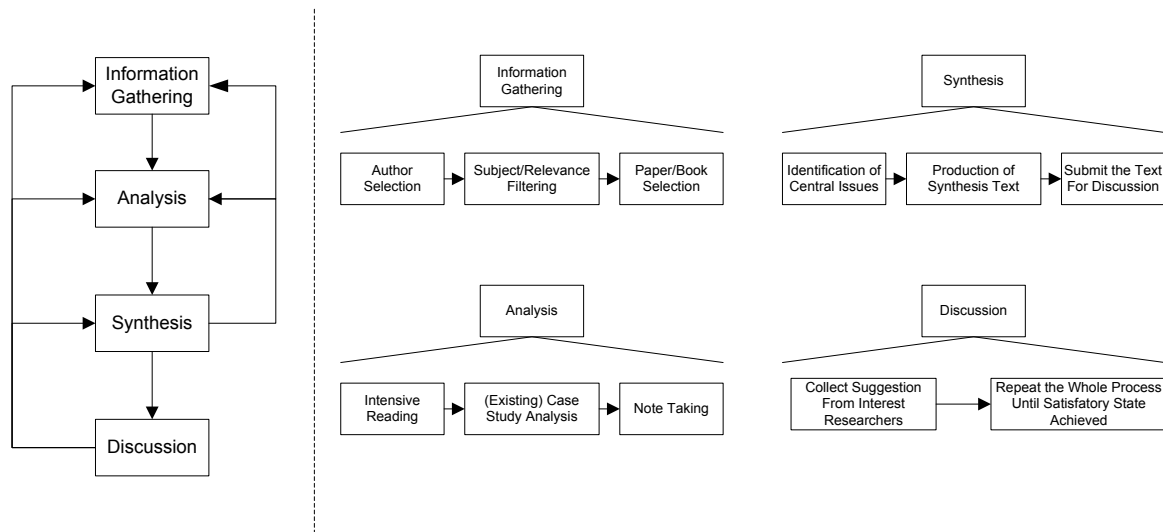 Information
Gathering
Analysis
Synthesis
Discussion
Information
Gathering
Author
Selection
Subject/Relevance
Filtering
Paper/Book
Selection
Synthesis
Identification of
Central Issues
Production of
Synthesis Text
Submit the Text
For Discussion
Analysis
Intensive
Reading
(Existing) Case
Study Analysis
Note Taking
Discussion
Collect Suggestion
From Interest
Researchers
Repeat the Whole Process
Until Satisfatory State
Achieved